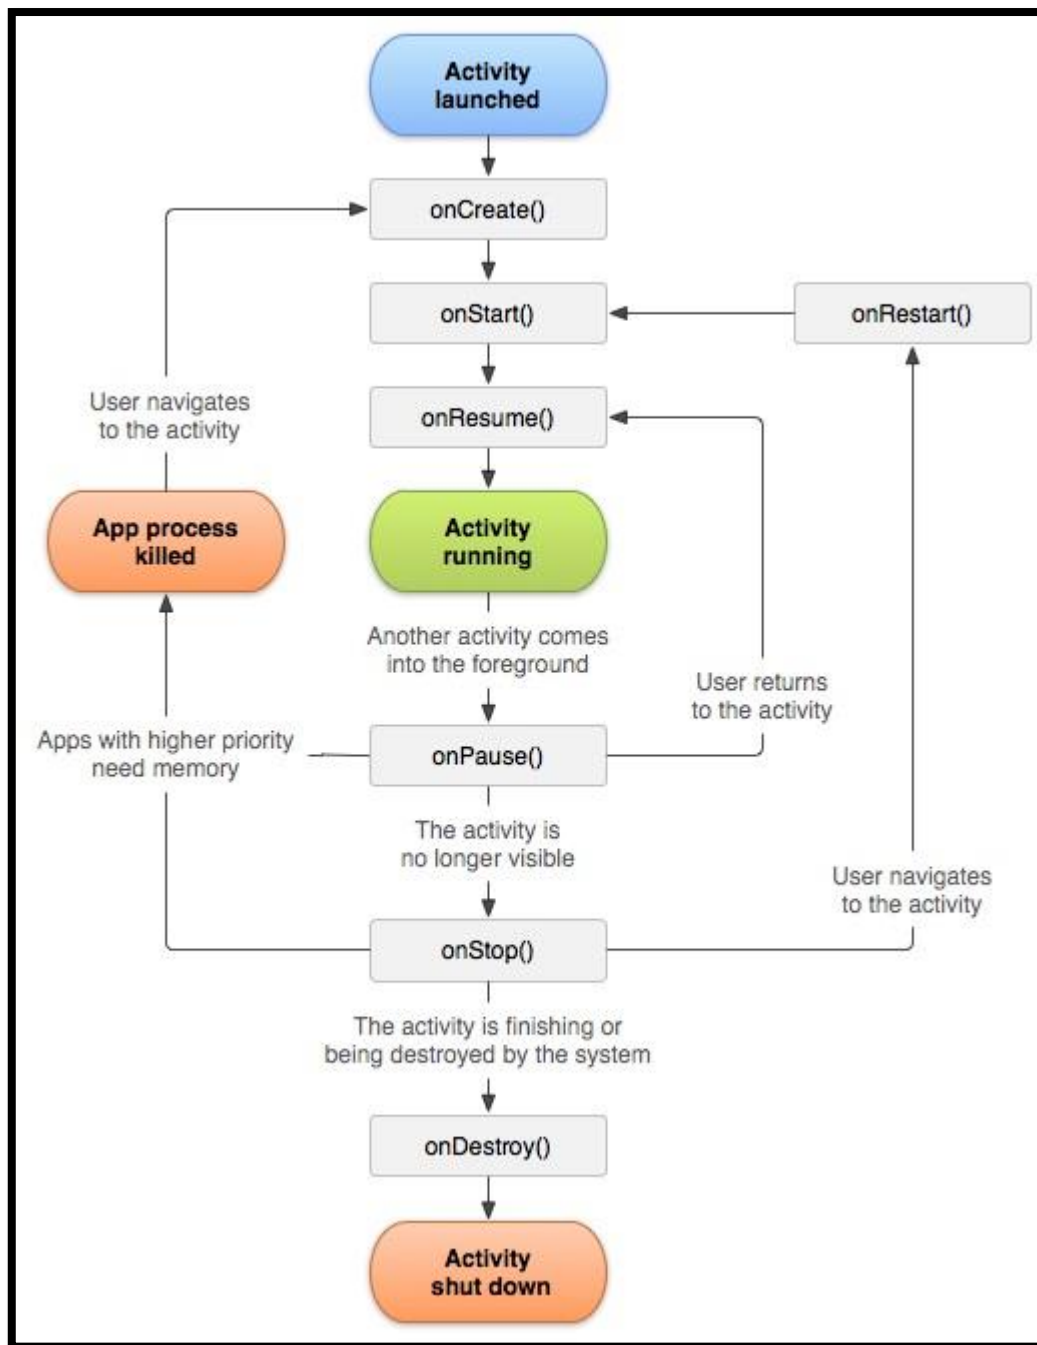 Activity
launched
onCreate()
onStart()
onRestart()
User navigates
to the activity
onResume()
App process
killed
Activity
running
Another activity comes
into the foreground
User returns
to the activity
Apps with higher priority
need memory
onPause()
The activity is
no longer visible
User navigates
to the activity
onStop()
The activity is finishing or
being destroyed by the system
onDestroy()
Activity
shut down